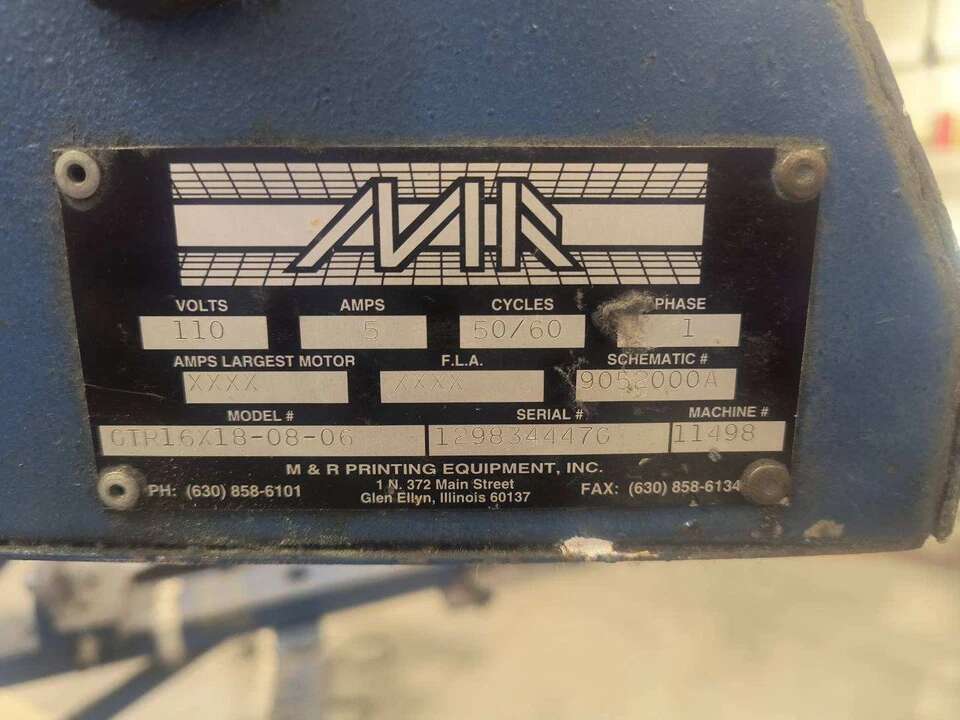 MR
VOLTS AMPS CYCLES PHASE
110 5 50/60 1
AMPS LARGEST MOTOR F.L.A. SCHEMATIC #
XXXX XXXX 9052000A
MODEL # SERIAL # MACHINE #
GTR16X18-08-06 129834447G 11498
M & R PRINTING EQUIPMENT, INC.
1 N. 372 Main Street
PH: (630) 858-6101 Glen Ellyn, Illinois 60137 FAX: (630) 858-6134